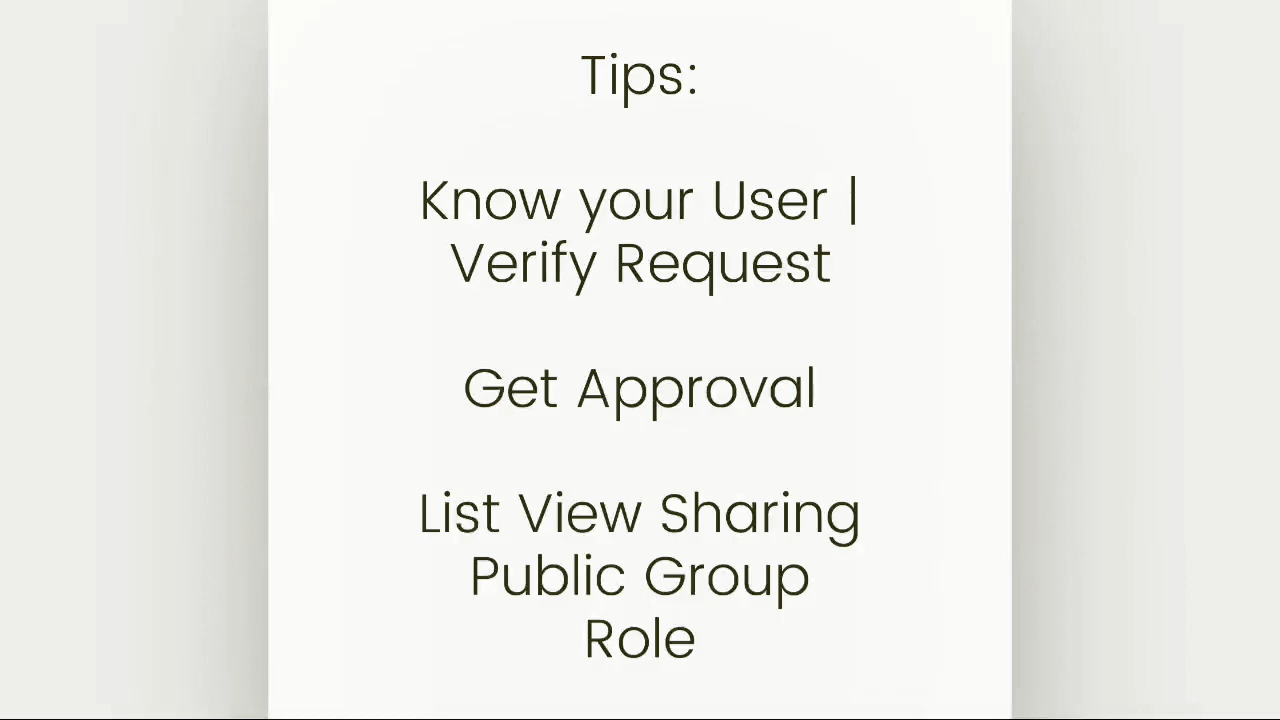 Tips:
Know your User |
Verify Request
Get Approval
List View Sharing
Public Group
Role